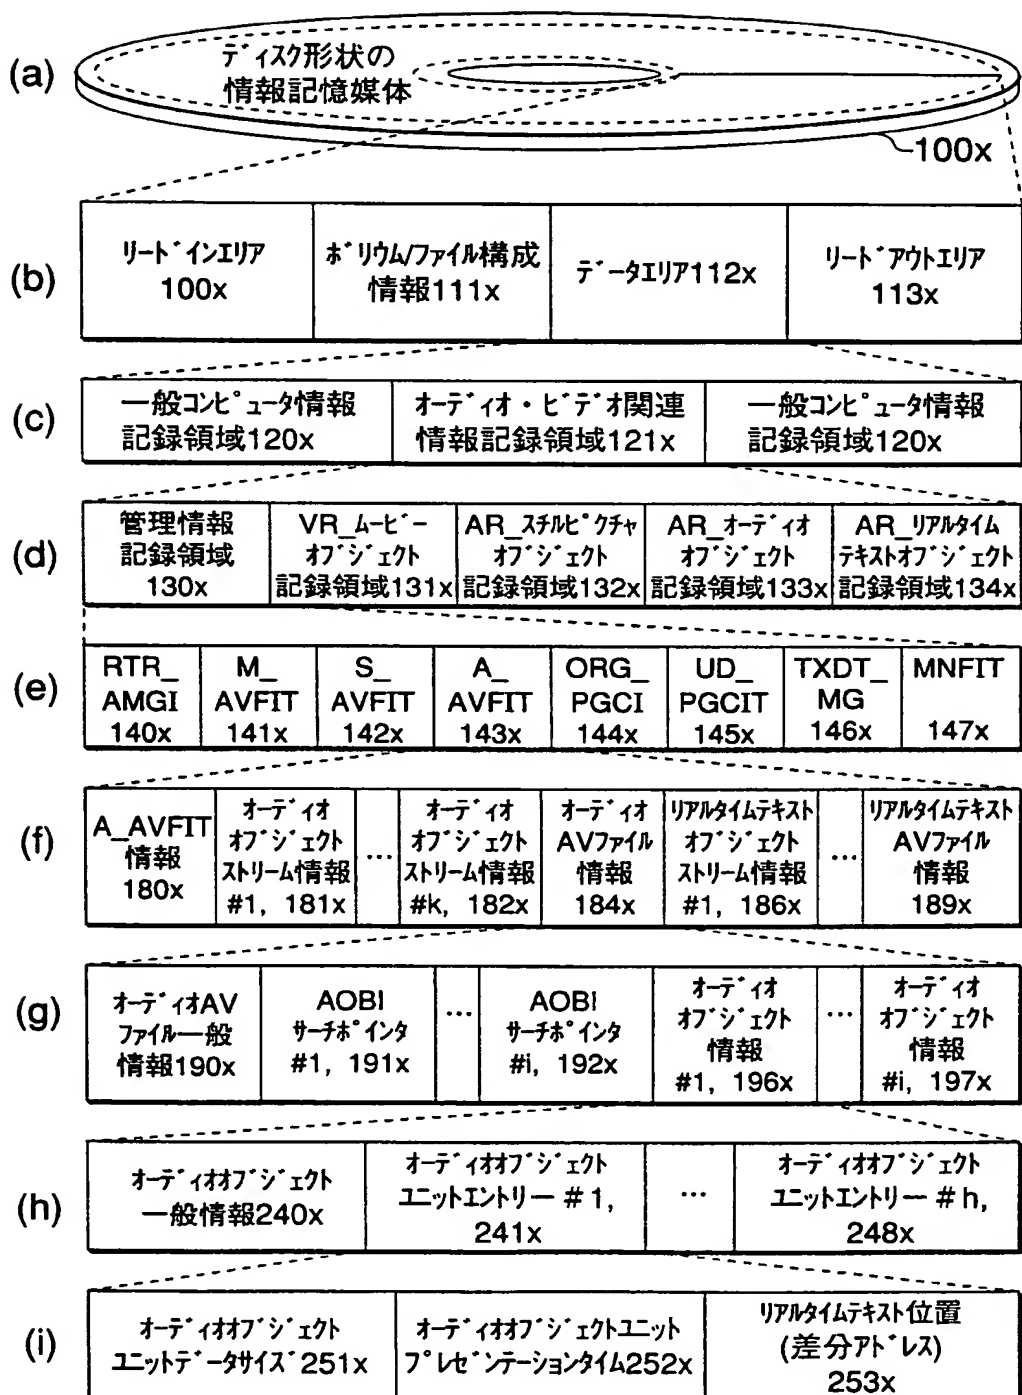 (a)
ディスク形状の
情報記憶媒体
100x
(b)
リードインエリア
100x
ボリウム/ファイル構成
情報111x
データエリア112x
リードアウトエリア
113x
(c)
一般コンピュータ情報
記録領域120x
オーディオ・ビデオ関連
情報記録領域121x
一般コンピュータ情報
記録領域120x
(d)
管理情報
記録領域
130x
VR_ムービー
オブジェクト
記録領域131x
AR_スチルピクチャ
オブジェクト
記録領域132x
AR_オーディオ
オブジェクト
記録領域133x
AR_リアルタイム
テキストオブジェクト
記録領域134x
(e)
RTR_
AMGI
140x
M_
AVFIT
141x
S_
AVFIT
142x
A_
AVFIT
143x
ORG_
PGCI
144x
UD_
PGCIT
145x
TXDT_
MG
146x
MNFIT
147x
(f)
A_AVFIT
情報
180x
オーディオ
オブジェクト
ストリーム情報
#1, 181x
…
オーディオ
オブジェクト
ストリーム情報
#k, 182x
オーディオ
AVファイル
情報
184x
リアルタイムテキスト
オブジェクト
ストリーム情報
#1, 186x
…
リアルタイムテキスト
AVファイル
情報
189x
(g)
オーディオAV
ファイル一般
情報190x
AOBI
サーチポインタ
#1, 191x
…
AOBI
サーチポインタ
#i, 192x
オーディオ
オブジェクト
情報
#1, 196x
…
オーディオ
オブジェクト
情報
#i, 197x
(h)
オーディオオブジェクト
一般情報240x
オーディオオブジェクト
ユニットエントリー #1,
241x
…
オーディオオブジェクト
ユニットエントリー #h,
248x
(i)
オーディオオブジェクト
ユニットデータサイズ251x
オーディオオブジェクトユニット
プレゼンテーションタイム252x
リアルタイムテキスト位置
(差分アドレス)
253x